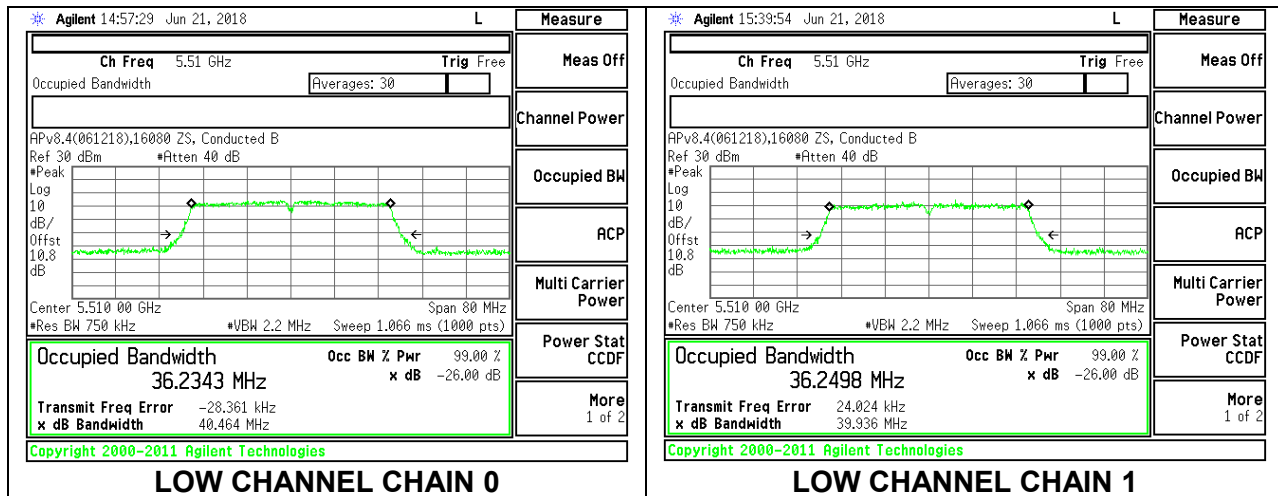 Agilent 14:57:29 Jun 21, 2018 L
Measure
Ch Freq 5.51 GHz Trig Free
Occupied Bandwidth Averages: 30
APv8.4(061218),16080 ZS, Conducted B
Ref 30 dBm #Atten 40 dB
#Peak
Log
10
dB/
Offst
10.8
dB
Center 5.510 00 GHz Span 80 MHz
#Res BW 750 kHz #VBW 2.2 MHz Sweep 1.066 ms (1000 pts)
Occupied Bandwidth Occ BW % Pwr 99.00 %
36.2343 MHz x dB -26.00 dB
Transmit Freq Error -28.361 kHz
x dB Bandwidth 40.464 MHz
Copyright 2000-2011 Agilent Technologies
Meas Off
Channel Power
Occupied BW
ACP
Multi Carrier
Power
Power Stat
CCDF
More
1 of 2
LOW CHANNEL CHAIN 0
Agilent 15:39:54 Jun 21, 2018 L
Measure
Ch Freq 5.51 GHz Trig Free
Occupied Bandwidth Averages: 30
APv8.4(061218),16080 ZS, Conducted B
Ref 30 dBm #Atten 40 dB
#Peak
Log
10
dB/
Offst
10.8
dB
Center 5.510 00 GHz Span 80 MHz
#Res BW 750 kHz #VBW 2.2 MHz Sweep 1.066 ms (1000 pts)
Occupied Bandwidth Occ BW % Pwr 99.00 %
36.2498 MHz x dB -26.00 dB
Transmit Freq Error 24.024 kHz
x dB Bandwidth 39.936 MHz
Copyright 2000-2011 Agilent Technologies
Meas Off
Channel Power
Occupied BW
ACP
Multi Carrier
Power
Power Stat
CCDF
More
1 of 2
LOW CHANNEL CHAIN 1